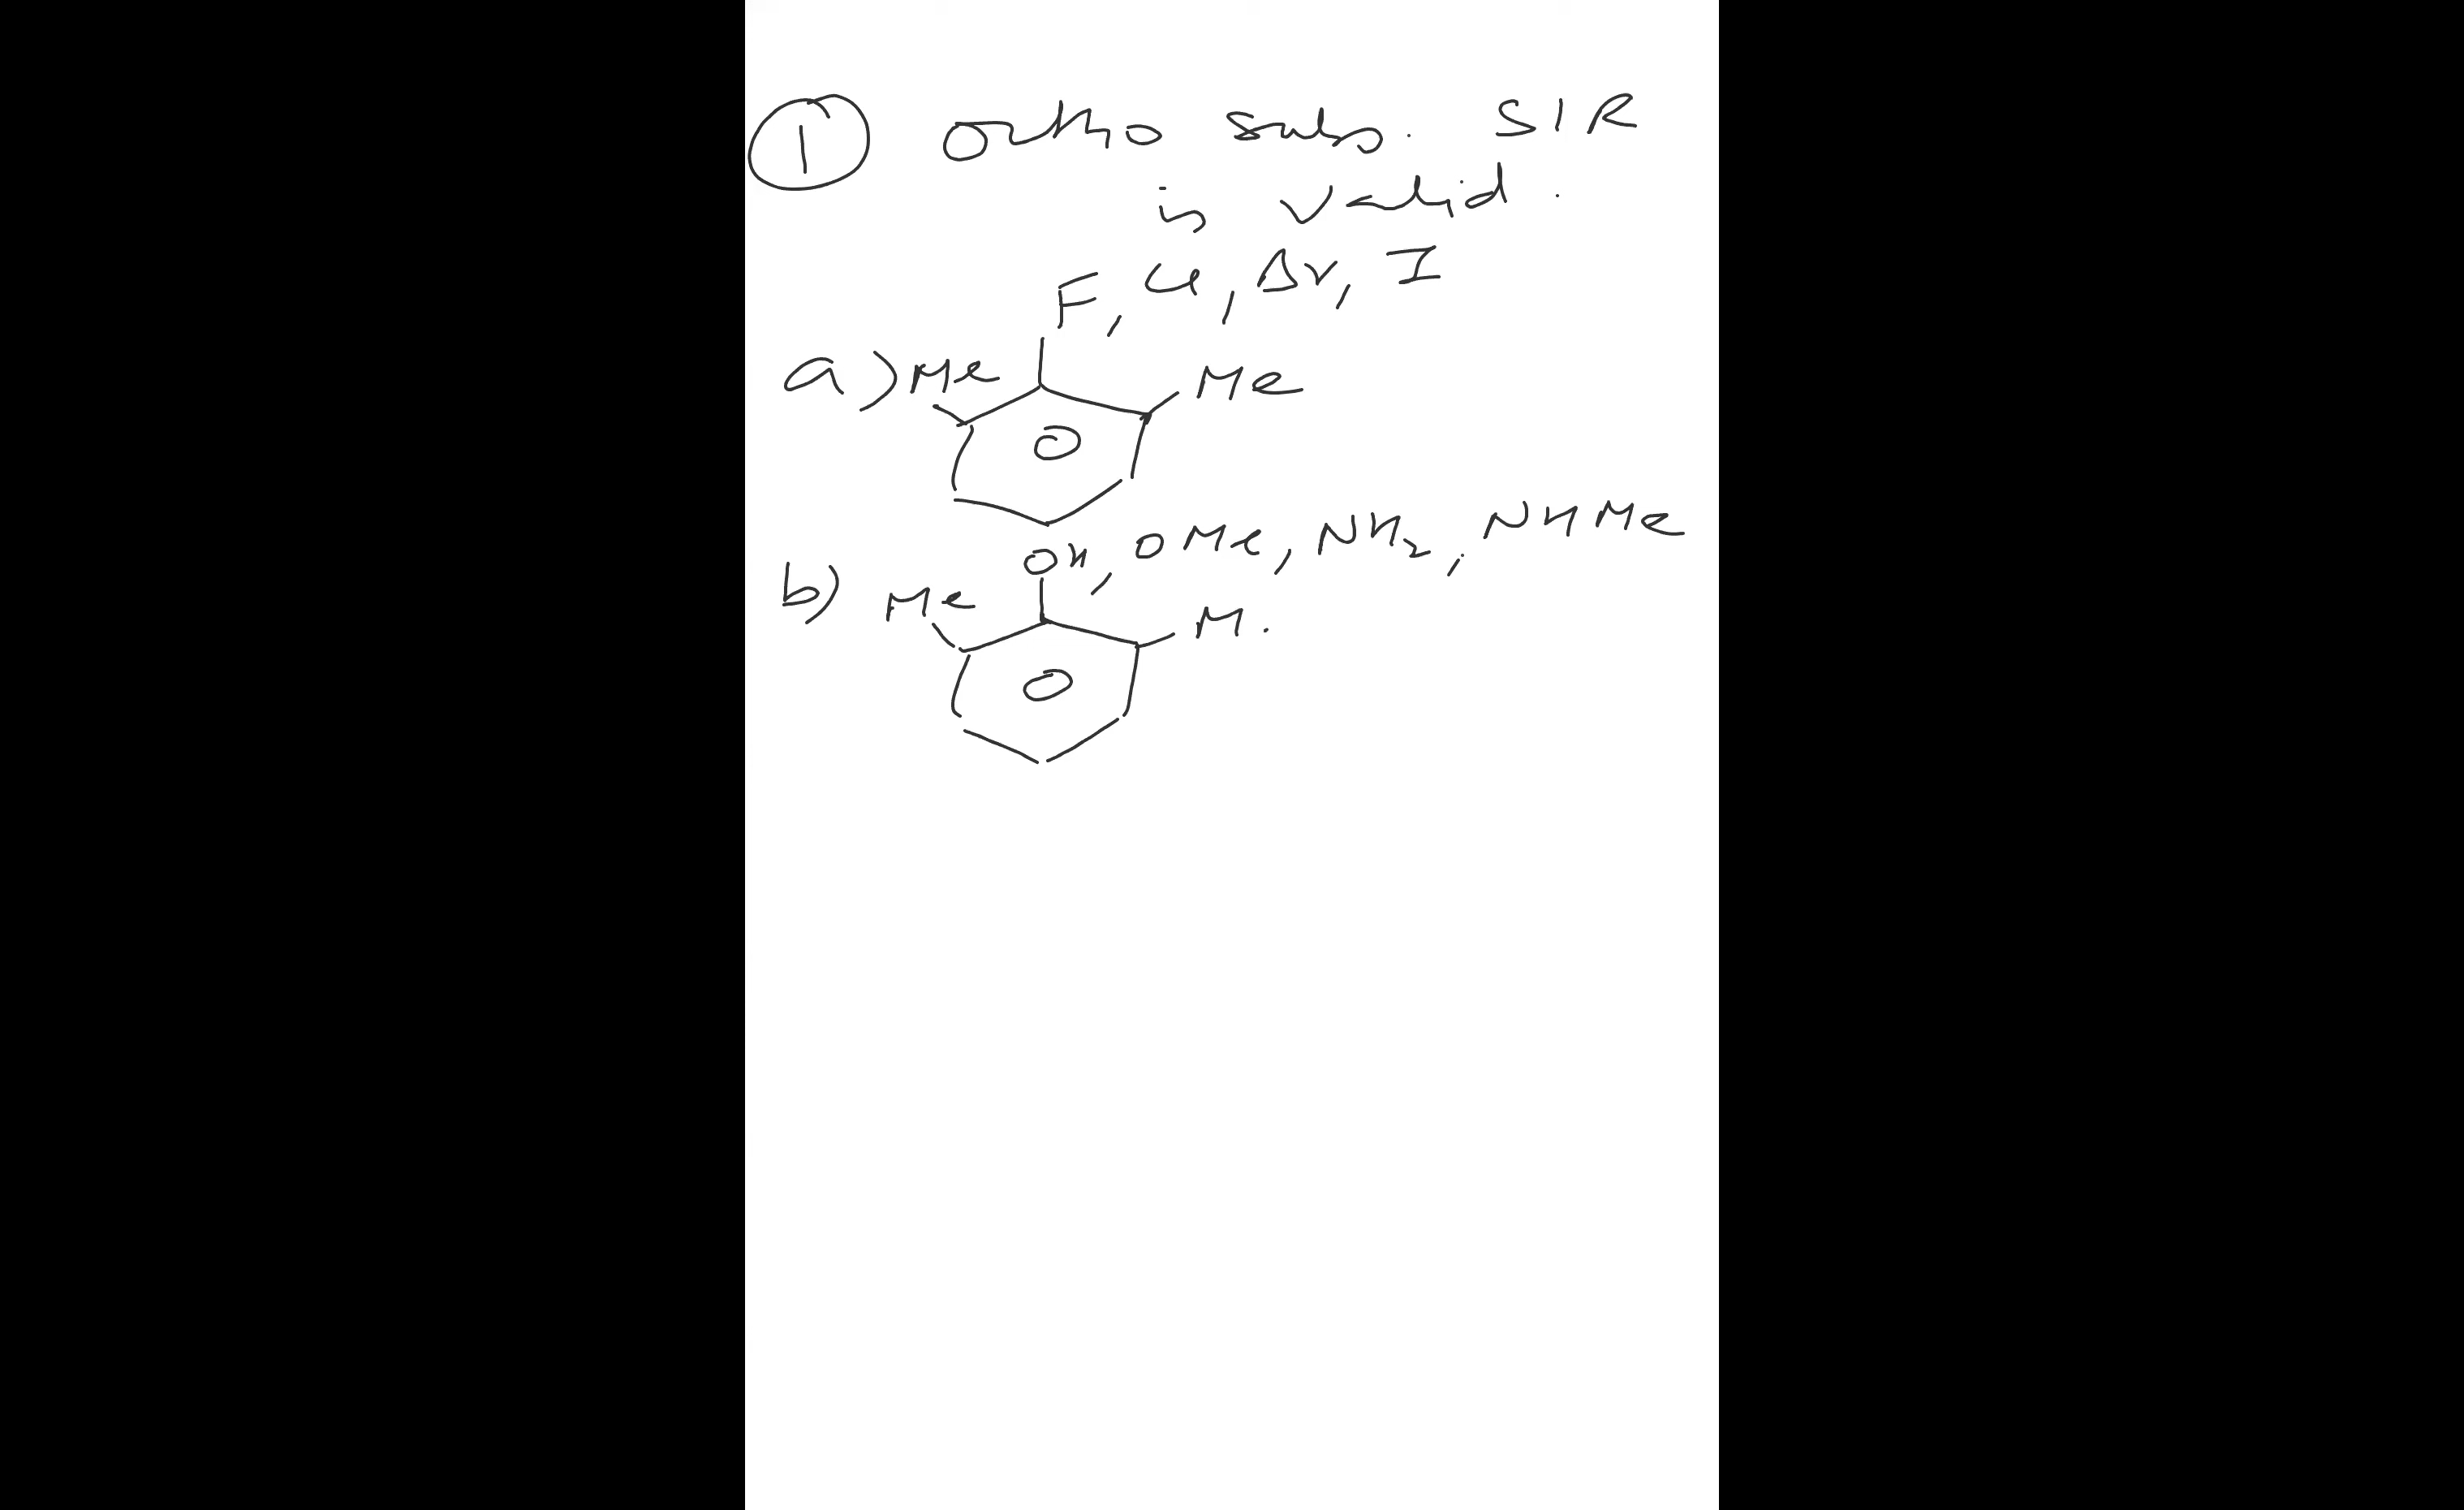 1 ortho subs. SIR
is valid.
F, Cl, Br, I
a) Me Me
OH, OMe, NH2, NHMe
b) Me M.